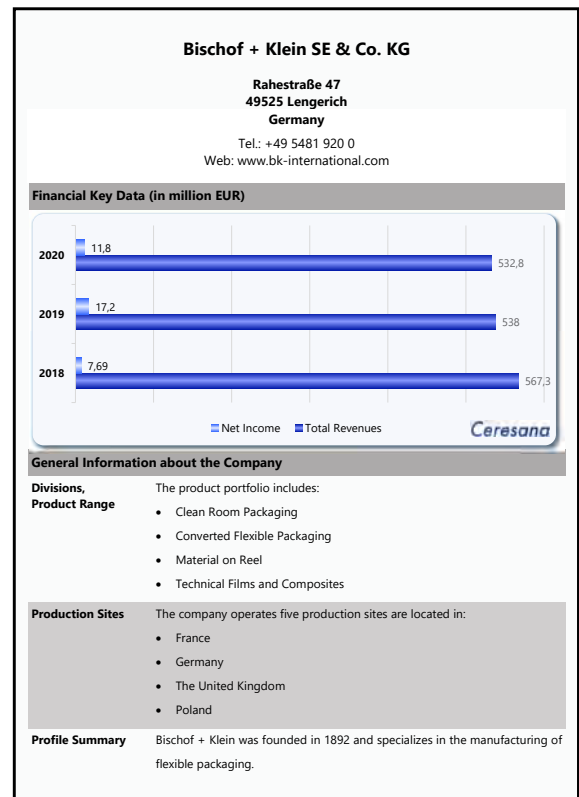 Bischof + Klein SE & Co. KG
Rahestraße 47
49525 Lengerich
Germany
Tel.: +49 5481 920 0
Web: www.bk-international.com
Financial Key Data (in million EUR)
2020
11,8
532,8
2019
17,2
538
2018
7,69
567,3
Net Income Total Revenues
Ceresana
General Information about the Company
Divisions, Product Range
The product portfolio includes:
• Clean Room Packaging
• Converted Flexible Packaging
• Material on Reel
• Technical Films and Composites
Production Sites
The company operates five production sites are located in:
• France
• Germany
• The United Kingdom
• Poland
Profile Summary
Bischof + Klein was founded in 1892 and specializes in the manufacturing of
flexible packaging.